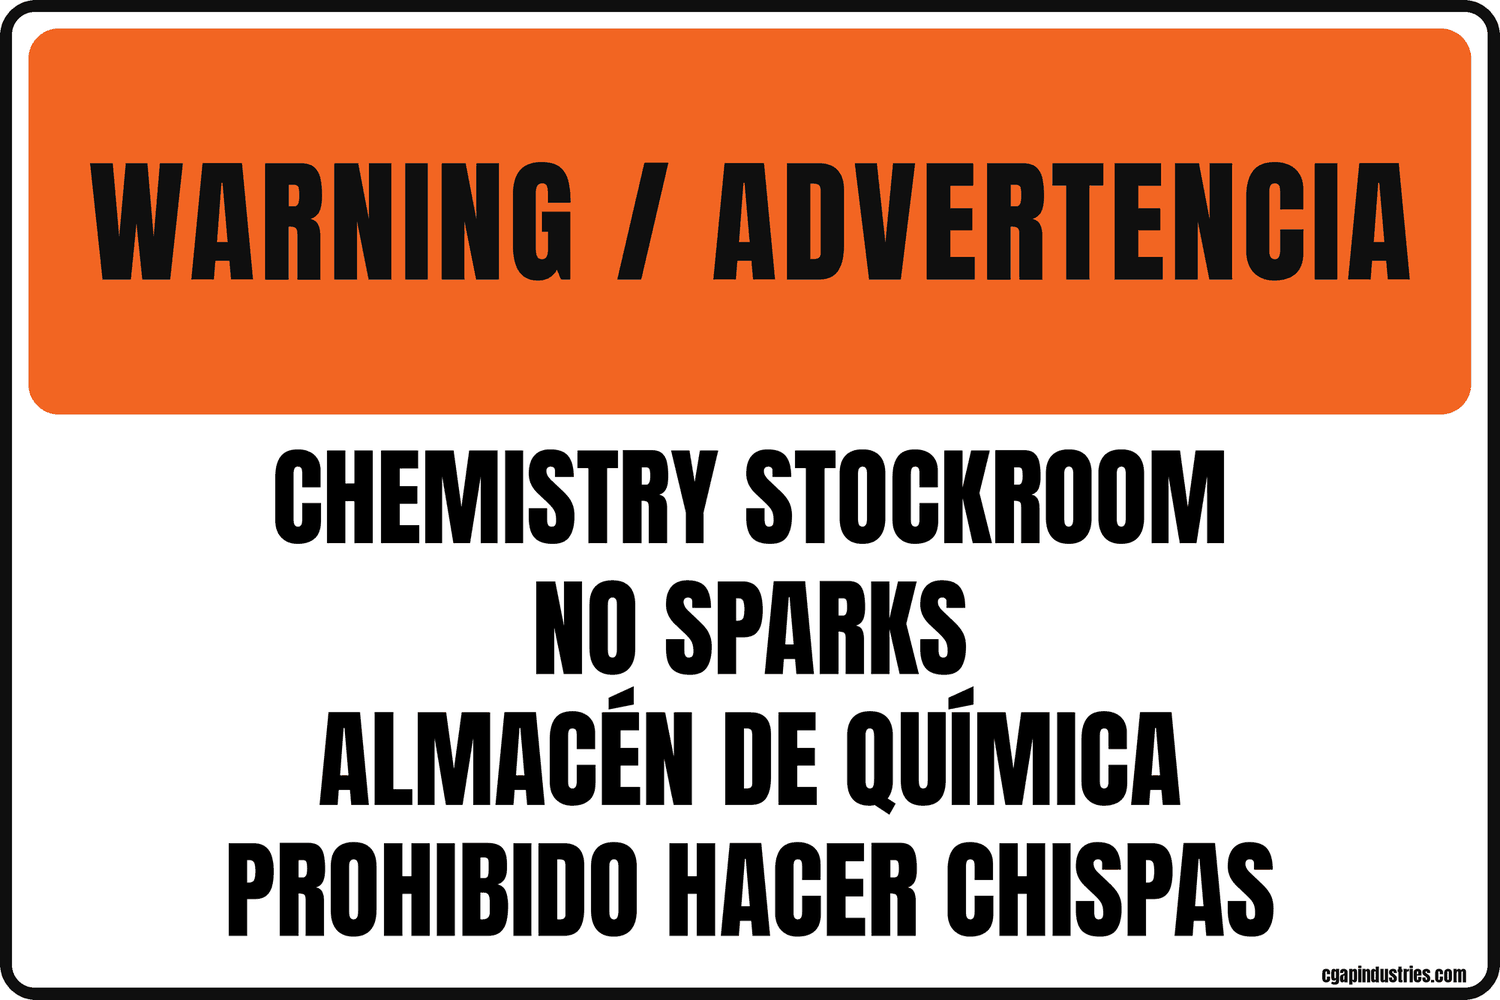 WARNING / ADVERTENCIA
CHEMISTRY STOCKROOM
NO SPARKS
ALMACÉN DE QUÍMICA
PROHIBIDO HACER CHISPAS
cgapindustries.com